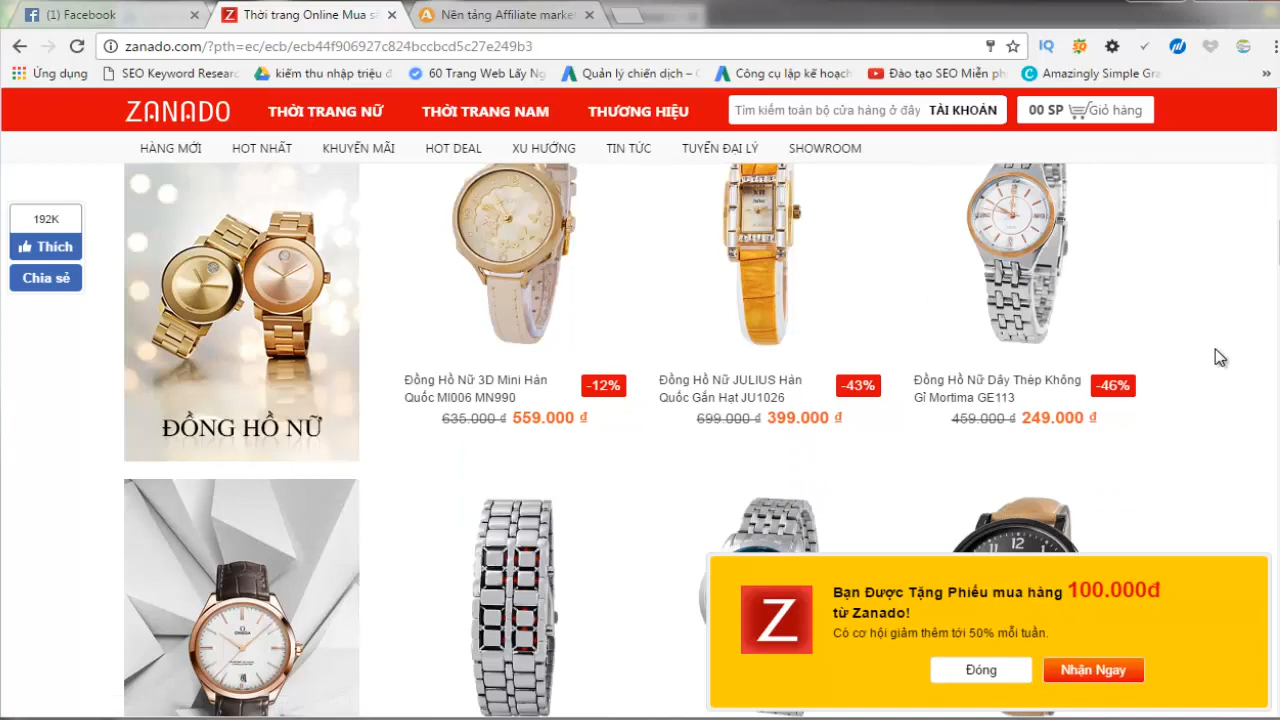 (1) Facebook
Thời trang Online Mua sắ
Nền tảng Affiliate market
zanado.com/?pth=ec/ecb/ecb44f906927c824bccbcd5c27e249b3
Ứng dụng
SEO Keyword Researc
kiếm thu nhập triệu đ
60 Trang Web Lấy Ng
Quản lý chiến dịch –
Công cụ lập kế hoạch
Đào tạo SEO Miễn ph
Amazingly Simple Gra
ZANADO
THỜI TRANG NỮ
THỜI TRANG NAM
THƯƠNG HIỆU
Tìm kiếm toàn bộ cửa hàng ở đây
TÀI KHOẢN
00 SP
Giỏ hàng
HÀNG MỚI
HOT NHẤT
KHUYẾN MÃI
HOT DEAL
XU HƯỚNG
TIN TỨC
TUYỂN ĐẠI LÝ
SHOWROOM
192K
Thích
Chia sẻ
ĐỒNG HỒ NỮ
Đồng Hồ Nữ 3D Mini Hàn
Quốc MI006 MN990
-12%
635.000 ₫ 559.000 ₫
Đồng Hồ Nữ JULIUS Hàn
Quốc Gắn Hạt JU1026
-43%
699.000 ₫ 399.000 ₫
Đồng Hồ Nữ Dây Thép Không
Gỉ Mortima GE113
-46%
459.000 ₫ 249.000 ₫
OMEGA
12
Z
Bạn Được Tặng Phiếu mua hàng 100.000đ
từ Zanado!
Có cơ hội giảm thêm tới 50% mỗi tuần.
Đóng
Nhận Ngay